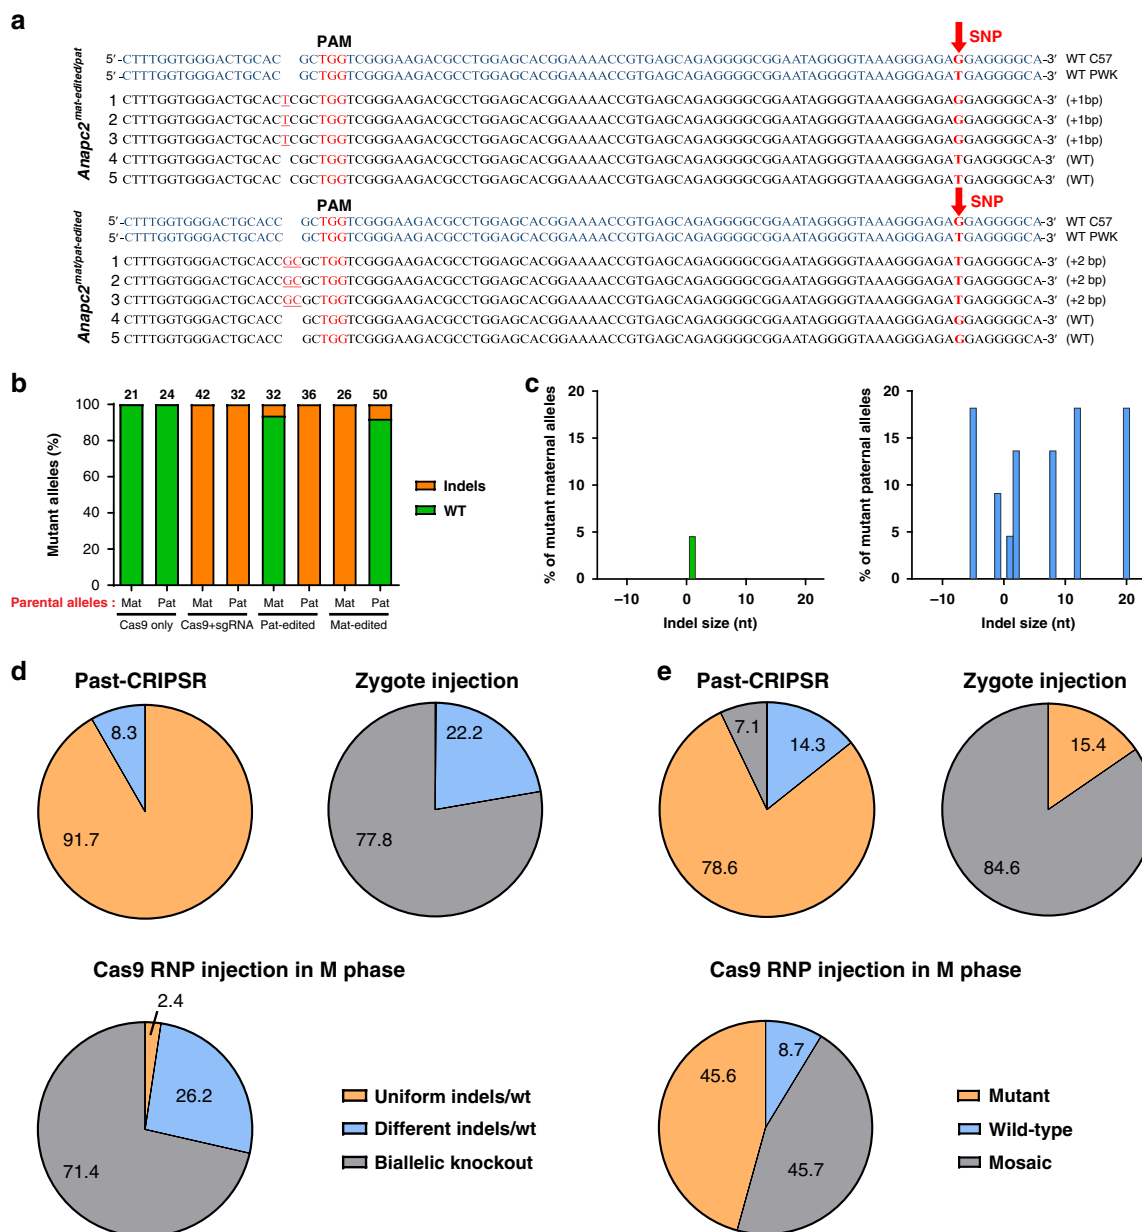 a
PAM
SNP
Anapc2^mat-edited/pat
5′-CTTTGGTGGGACTGCAC GCTGGTCGGGAAGACGCCTGGAGCACGGAAAACCGTGAGCAGAGGGGCGGAATAGGGGTAAAGGGAGAGGAGGGGCA-3′ WT C57
5′-CTTTGGTGGGACTGCAC GCTGGTCGGGAAGACGCCTGGAGCACGGAAAACCGTGAGCAGAGGGGCGGAATAGGGGTAAAGGGAGATGAGGGGCA-3′ WT PWK
1 CTTTGGTGGGACTGCACTCGCTGGTCGGGAAGACGCCTGGAGCACGGAAAACCGTGAGCAGAGGGGCGGAATAGGGGTAAAGGGAGAGGAGGGGCA-3′ (+1bp)
2 CTTTGGTGGGACTGCACTCGCTGGTCGGGAAGACGCCTGGAGCACGGAAAACCGTGAGCAGAGGGGCGGAATAGGGGTAAAGGGAGAGGAGGGGCA-3′ (+1bp)
3 CTTTGGTGGGACTGCACTCGCTGGTCGGGAAGACGCCTGGAGCACGGAAAACCGTGAGCAGAGGGGCGGAATAGGGGTAAAGGGAGAGGAGGGGCA-3′ (+1bp)
4 CTTTGGTGGGACTGCAC CGCTGGTCGGGAAGACGCCTGGAGCACGGAAAACCGTGAGCAGAGGGGCGGAATAGGGGTAAAGGGAGATGAGGGGCA-3′ (WT)
5 CTTTGGTGGGACTGCAC CGCTGGTCGGGAAGACGCCTGGAGCACGGAAAACCGTGAGCAGAGGGGCGGAATAGGGGTAAAGGGAGATGAGGGGCA-3′ (WT)
PAM
SNP
Anapc2^mat/pat-edited
5′-CTTTGGTGGGACTGCACC GCTGGTCGGGAAGACGCCTGGAGCACGGAAAACCGTGAGCAGAGGGGCGGAATAGGGGTAAAGGGAGAGGAGGGGCA-3′ WT C57
5′-CTTTGGTGGGACTGCACC GCTGGTCGGGAAGACGCCTGGAGCACGGAAAACCGTGAGCAGAGGGGCGGAATAGGGGTAAAGGGAGATGAGGGGCA-3′ WT PWK
1 CTTTGGTGGGACTGCACCGCGCTGGTCGGGAAGACGCCTGGAGCACGGAAAACCGTGAGCAGAGGGGCGGAATAGGGGTAAAGGGAGATGAGGGGCA-3′ (+2 bp)
2 CTTTGGTGGGACTGCACCGCGCTGGTCGGGAAGACGCCTGGAGCACGGAAAACCGTGAGCAGAGGGGCGGAATAGGGGTAAAGGGAGATGAGGGGCA-3′ (+2 bp)
3 CTTTGGTGGGACTGCACCGCGCTGGTCGGGAAGACGCCTGGAGCACGGAAAACCGTGAGCAGAGGGGCGGAATAGGGGTAAAGGGAGATGAGGGGCA-3′ (+2 bp)
4 CTTTGGTGGGACTGCACC GCTGGTCGGGAAGACGCCTGGAGCACGGAAAACCGTGAGCAGAGGGGCGGAATAGGGGTAAAGGGAGAGGAGGGGCA-3′ (WT)
5 CTTTGGTGGGACTGCACC GCTGGTCGGGAAGACGCCTGGAGCACGGAAAACCGTGAGCAGAGGGGCGGAATAGGGGTAAAGGGAGAGGAGGGGCA-3′ (WT)
b
Mutant alleles (%)
100
80
60
40
20
0
21 24 42 32 32 36 26 50
Indels
WT
Parental alleles : Mat Pat Mat Pat Mat Pat Mat Pat
Cas9 only Cas9+sgRNA Pat-edited Mat-edited
c
% of mutant maternal alleles
20
15
10
5
0
−10 0 10 20
Indel size (nt)
% of mutant paternal alleles
20
15
10
5
0
−10 0 10 20
Indel size (nt)
d
Past-CRIPSR
8.3
91.7
Zygote injection
22.2
77.8
Cas9 RNP injection in M phase
2.4
26.2
71.4
Uniform indels/wt
Different indels/wt
Biallelic knockout
e
Past-CRIPSR
7.1
14.3
78.6
Zygote injection
15.4
84.6
Cas9 RNP injection in M phase
8.7
45.6
45.7
Mutant
Wild-type
Mosaic